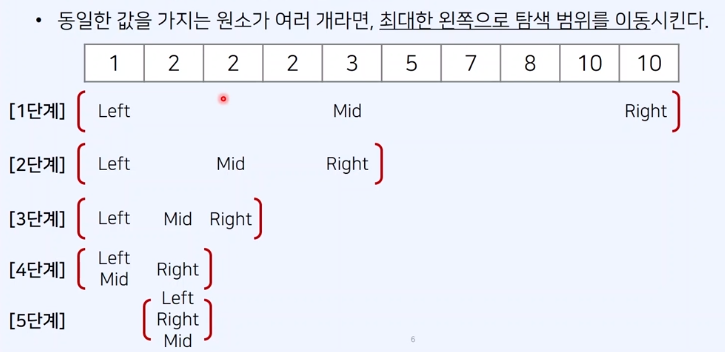 • 동일한 값을 가지는 원소가 여러 개라면, 최대한 왼쪽으로 탐색 범위를 이동시킨다.
1 2 2 2 3 5 7 8 10 10
[1단계] Left Mid Right
[2단계] Left Mid Right
[3단계] Left Mid Right
[4단계] Left Right
Mid
Left
[5단계] Right
Mid
6